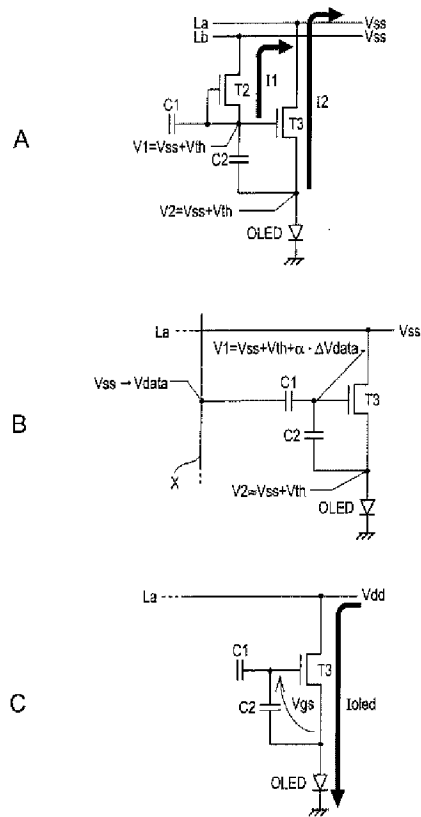 La
Vss
Lb
Vss
T2
I1
C1
T3
I2
A
V1=Vss+Vth
C2
V2=Vss+Vth
OLED
La
Vss
V1=Vss+Vth+α·ΔVdata
Vss→Vdata
C1
T3
B
C2
X
V2=Vss+Vth
OLED
La
Vdd
C1
T3
C
C2
Vgs
Ioled
OLED